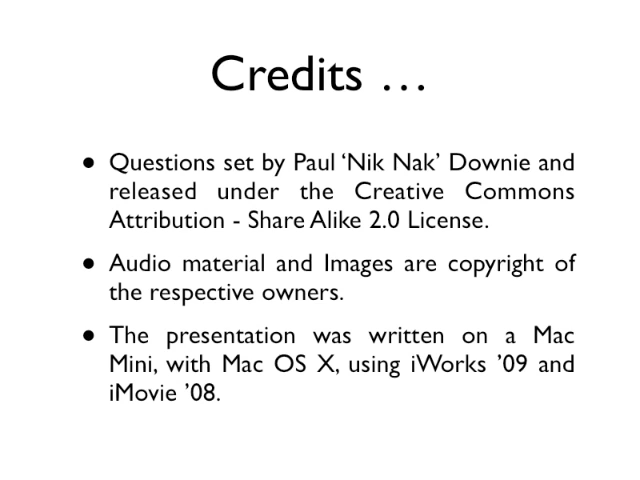 Credits …
• Questions set by Paul ‘Nik Nak’ Downie and
released under the Creative Commons
Attribution - Share Alike 2.0 License.
• Audio material and Images are copyright of
the respective owners.
• The presentation was written on a Mac
Mini, with Mac OS X, using iWorks ’09 and
iMovie ’08.